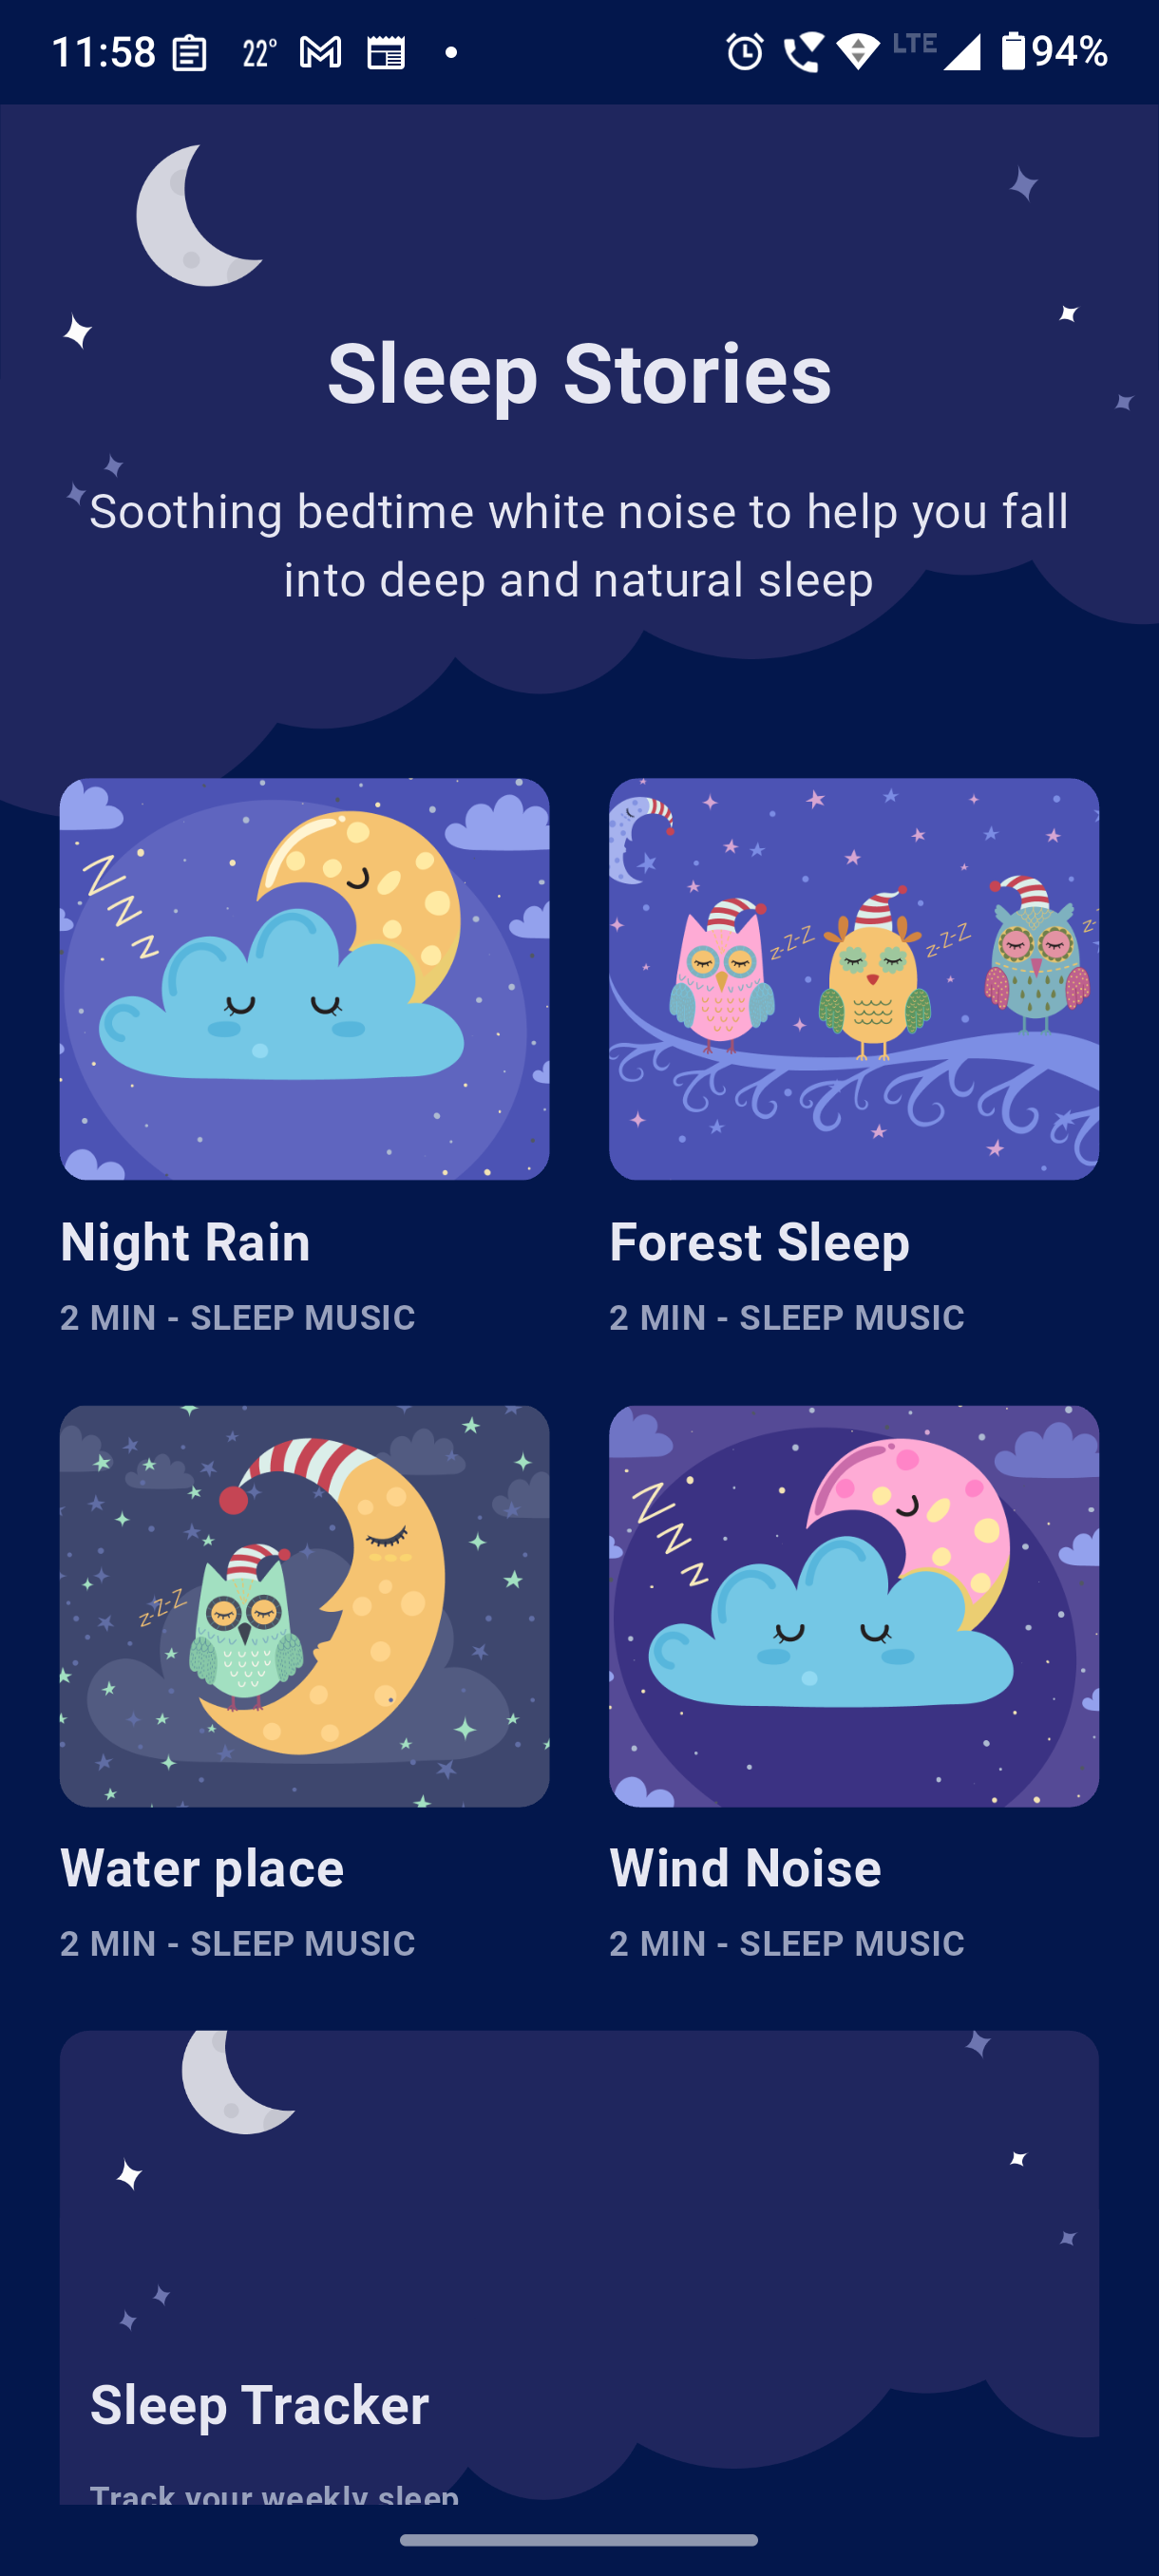 11:58 22° LTE 94%
Sleep Stories
Soothing bedtime white noise to help you fall
into deep and natural sleep
Z Z Z
z-Z-Z z-Z-Z z-
Night Rain Forest Sleep
2 MIN - SLEEP MUSIC 2 MIN - SLEEP MUSIC
z-Z-Z
Z Z Z
Water place Wind Noise
2 MIN - SLEEP MUSIC 2 MIN - SLEEP MUSIC
Sleep Tracker
Track your weekly sleep